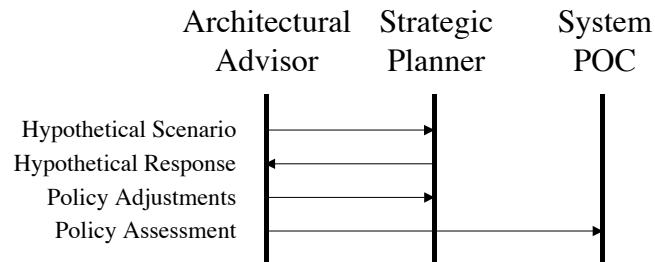 Architectural Advisor
Strategic Planner
System POC
Hypothetical Scenario
Hypothetical Response
Policy Adjustments
Policy Assessment